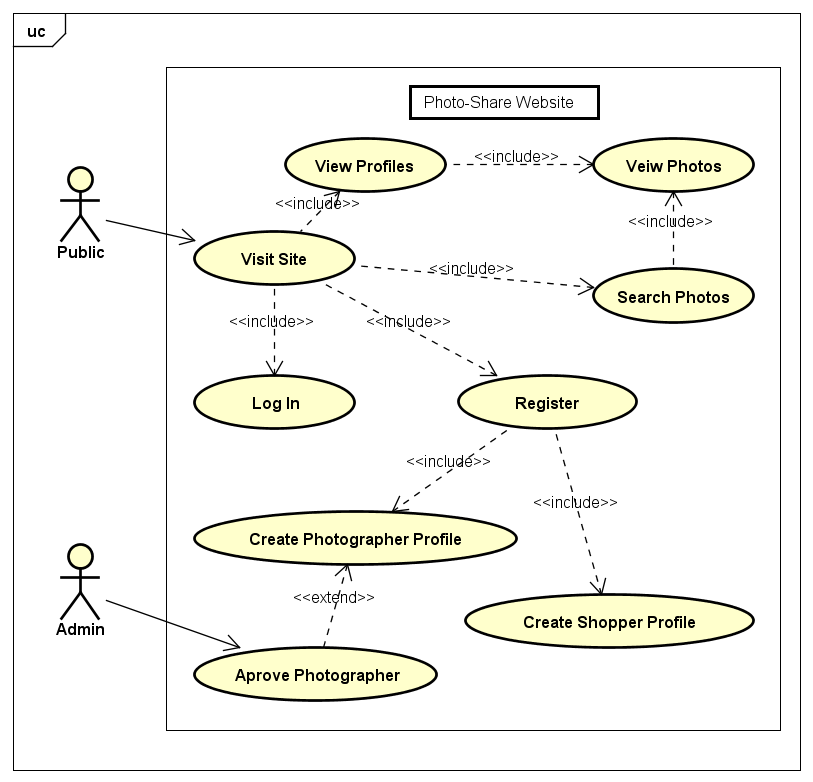 uc
Photo-Share Website
View Profiles
<<include>>
Veiw Photos
<<include>>
<<include>>
Public
Visit Site
<<include>>
Search Photos
<<include>>
<<include>>
Log In
Register
<<include>>
<<include>>
Create Photographer Profile
<<extend>>
Create Shopper Profile
Admin
Aprove Photographer